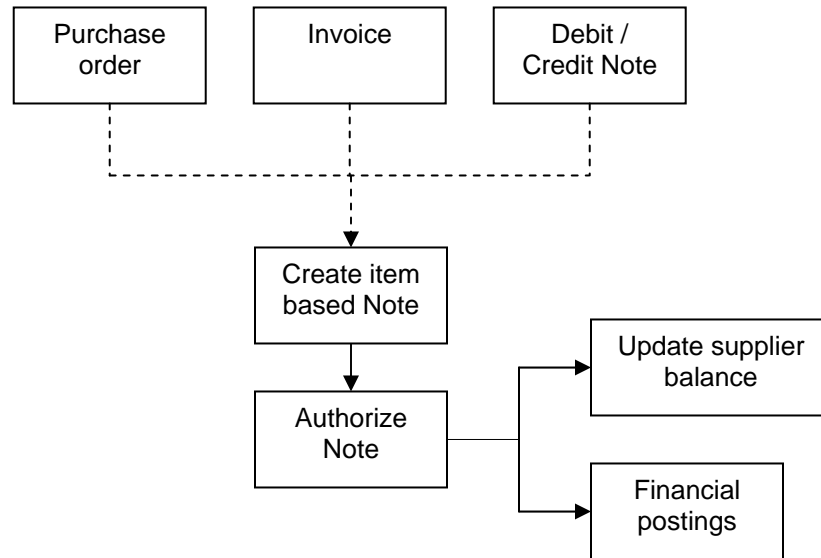 Purchase
order
Invoice
Debit /
Credit Note
Create item
based Note
Update supplier
balance
Authorize
Note
Financial
postings